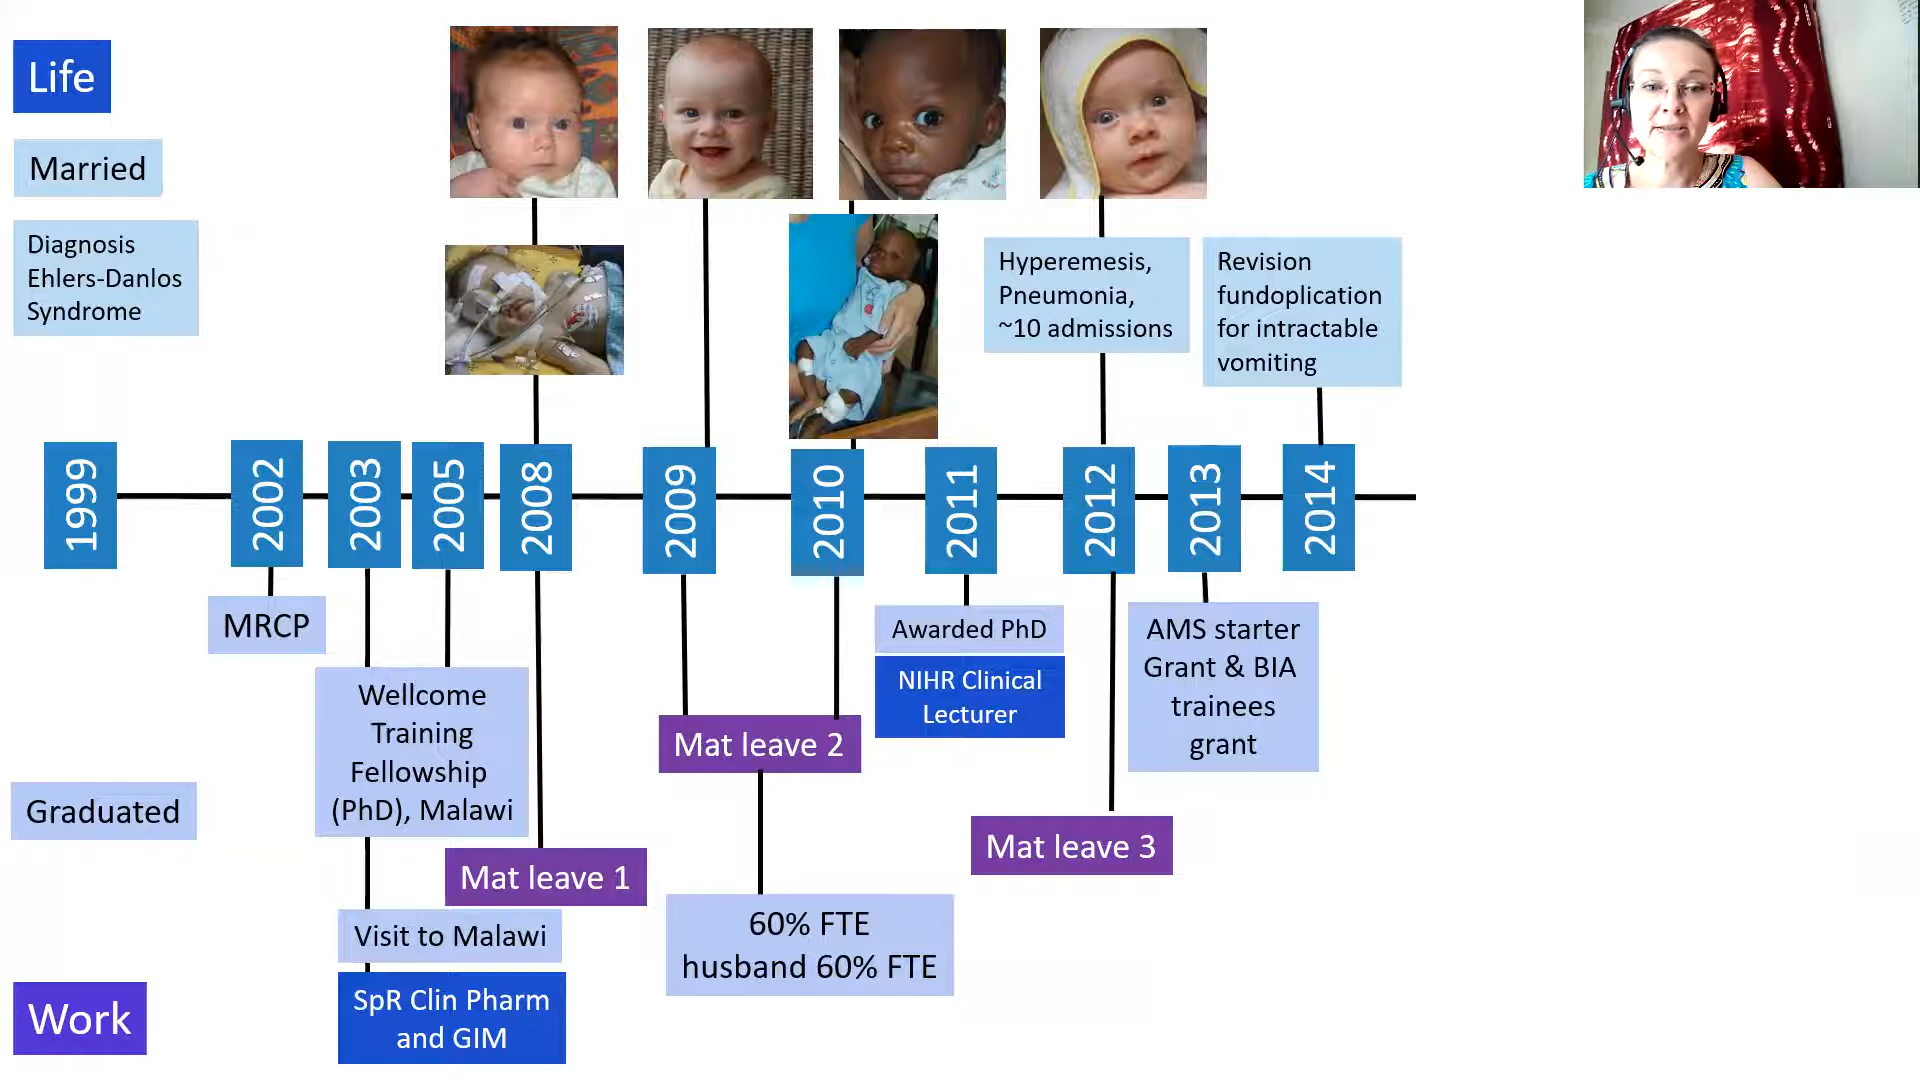 Life
Married
Diagnosis
Ehlers-Danlos
Syndrome
Hyperemesis,
Pneumonia,
~10 admissions
Revision
fundoplication
for intractable
vomiting
1999
2002
2003
2005
2008
2009
2010
2011
2012
2013
2014
MRCP
Wellcome
Training
Fellowship
(PhD), Malawi
Awarded PhD
NIHR Clinical
Lecturer
AMS starter
Grant & BIA
trainees
grant
Mat leave 2
Graduated
Mat leave 1
Mat leave 3
Visit to Malawi
60% FTE
husband 60% FTE
SpR Clin Pharm
and GIM
Work